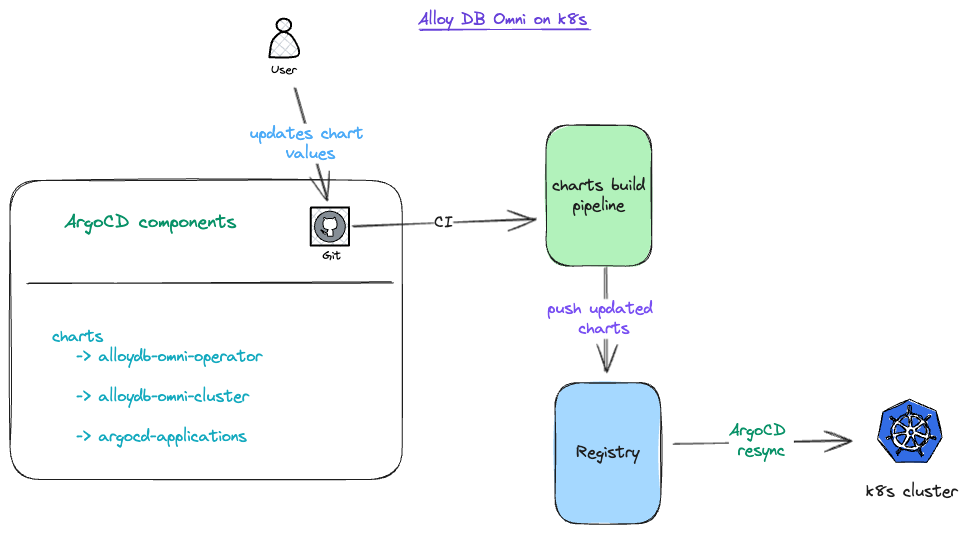 Alloy DB Omni on k8s
User
updates chart
values
ArgoCD components
Git
CI
charts build
pipeline
charts
-> alloydb-omni-operator
-> alloydb-omni-cluster
-> argocd-applications
push updated
charts
Registry
ArgoCD
resync
k8s cluster